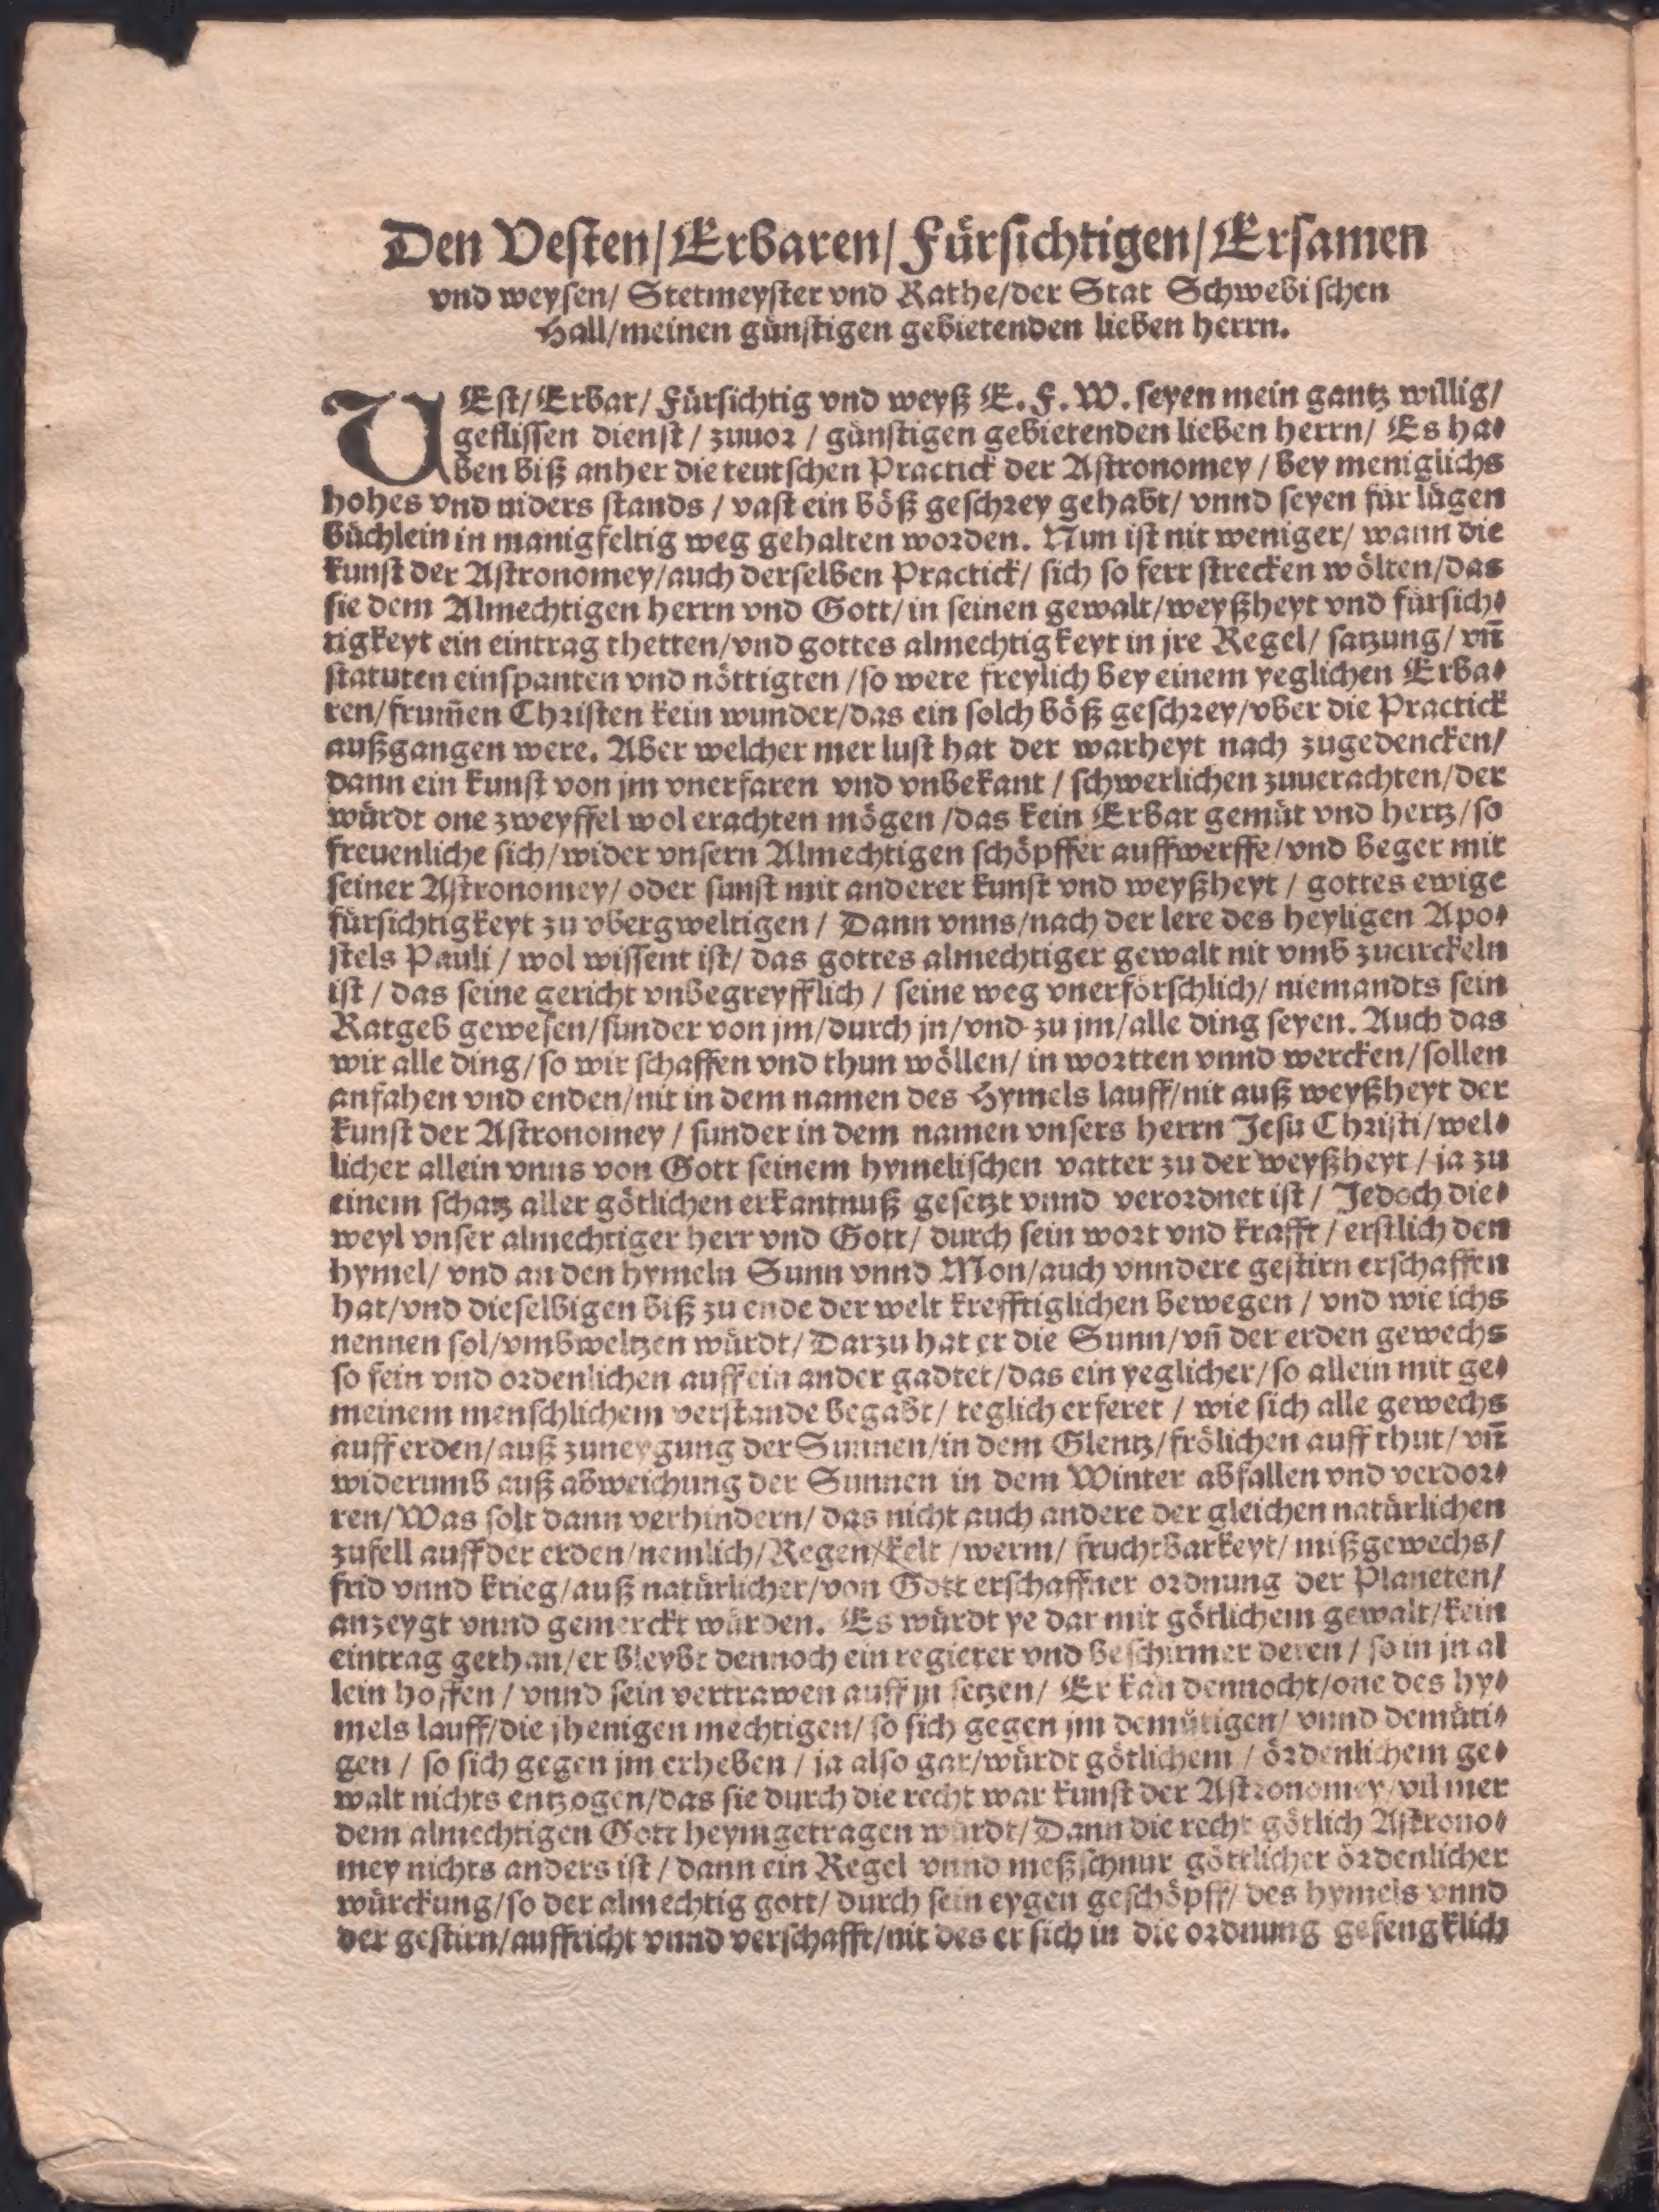 Den Vesten/Erbaren/Fürsichtigen/Ersamen
vnd weysen/ Stetmeyster vnd Rathe/der Stat Schwebischen
Hall/meinen günstigen gebietenden lieben herrn.
VEst/Erbar/Fürsichtig vnd weyß E. F. W. seyen mein gantz willig/
geflissen dienst/ zuuor/ günstigen gebietenden lieben herrn/ Es ha⸗
ben biß anher die teutschen Practick der Astronomey/ bey meniglichs
hohes vnd niders stands/ vast ein böß geschrey gehabt/ vnnd seyen für lügen
büchlein in manigfeltig weg gehalten worden. Nun ist nit weniger/ wann die
kunst der Astronomey/auch derselben Practick/ sich so ferr strecken wölten/das
sie dem Almechtigen herrn vnd Gott/in seinen gewalt/weyßheyt vnd fürsich⸗
tigkeyt ein eintrag thetten/vnd gottes almechtigkeyt in jre Regel/ satzung/ vñ
statuten einspanten vnd nöttigten/so were freylich bey einem yeglichen Erba⸗
ren/frum̃en Christen kein wunder/das ein solch böß geschrey/vber die Practick
außgangen were. Aber welcher mer lust hat der warheyt nach zugedencken/
dann ein kunst von jm vnerfaren vnd vnbekant/ schwerlichen zuuerachten/der
würdt one zweyffel wol erachten mögen/das kein Erbar gemüt vnd hertz/so
freuenliche sich/wider vnsern Almechtigen schöpffer auffwerffe/vnd beger mit
seiner Astronomey/ oder sunst mit anderer kunst vnd weyßheyt/ gottes ewige
fürsichtigkeyt zu vbergweltigen/ Dann vnns/nach der lere des heyligen Apo⸗
stels Pauli/ wol wissent ist/ das gottes almechtiger gewalt nit vmb zucirckeln
ist/ das seine gericht vnbegreyfflich/ seine weg vnerförschlich/ niemandts sein
Ratgeb gewesen/sunder von jm/durch jn/vnd zu jm/alle ding seyen. Auch das
wir alle ding/so wir schaffen vnd thun wöllen/ in wortten vnnd wercken/sollen
anfahen vnd enden/nit in dem namen des Hymels lauff/nit auß weyßheyt der
kunst der Astronomey/ sunder in dem namen vnsers herrn Jesu Christi/wel⸗
licher allein vnns von Gott seinem hymelischen vatter zu der weyßheyt/ ja zu
einem schatz aller götlichen erkantnuß gesetzt vnnd verordnet ist/ Jedoch die⸗
weyl vnser almechtiger herr vnd Gott/ durch sein wort vnd krafft/ erstlich den
hymel/ vnd an den hymeln Sunn vnnd Mon/auch vnndere gestirn erschaffen
hat/vnd dieselbigen biß zu ende der welt krefftiglichen bewegen/ vnd wie ichs
nennen sol/vmbweltzen würdt/ Darzu hat er die Sunn/vñ der erden gewechs
so fein vnd ordenlichen auff ein ander gadtet/das ein yeglicher/so allein mit ge⸗
meinem menschlichem verstande begabt/ teglich erferet/ wie sich alle gewechs
auff erden/auß zuneygung der Sunnen/in dem Glentz/frölichen auff thut/ vñ
widerumb auß abweichung der Sunnen in dem Winter abfallen vnd verdor⸗
ren/Was solt dann verhindern/ das nicht auch andere der gleichen natürlichen
zufell auff der erden/nemlich/Regen/kelt/werm/ fruchtbarkeyt/ mißgewechs/
frid vnnd krieg/auß natürlicher/von Gott erschaffner ordnung der Planeten/
anzeygt vnnd gemerckt würden. Es würdt ye dar mit götlichem gewalt/kein
eintrag gethan/er bleybt dennoch ein regierer vnd beschirmer deren/ so in jn al
lein hoffen/ vnnd sein vertrawen auff jn setzen/ Er kan dennocht/one des hy⸗
mels lauff/die jhenigen mechtigen/ so sich gegen jm demütigen/ vnnd demüti⸗
gen/ so sich gegen jm erheben/ ja also gar/würdt götlichem/ ördenlichem ge⸗
walt nichts entzogen/das sie durch die recht war kunst der Astronomey/vil mer
dem almechtigen Gott heymgetragen würdt/Dann die recht götlich Astrono⸗
mey nichts anders ist/ dann ein Regel vnnd meßschnur göttlicher ördenlicher
würckung/so der almechtig gott/ durch sein eygen geschöpff/ des hymels vnnd
der gestirn/auffricht vnnd verschafft/nit des er sich in die ordnung gefengklich